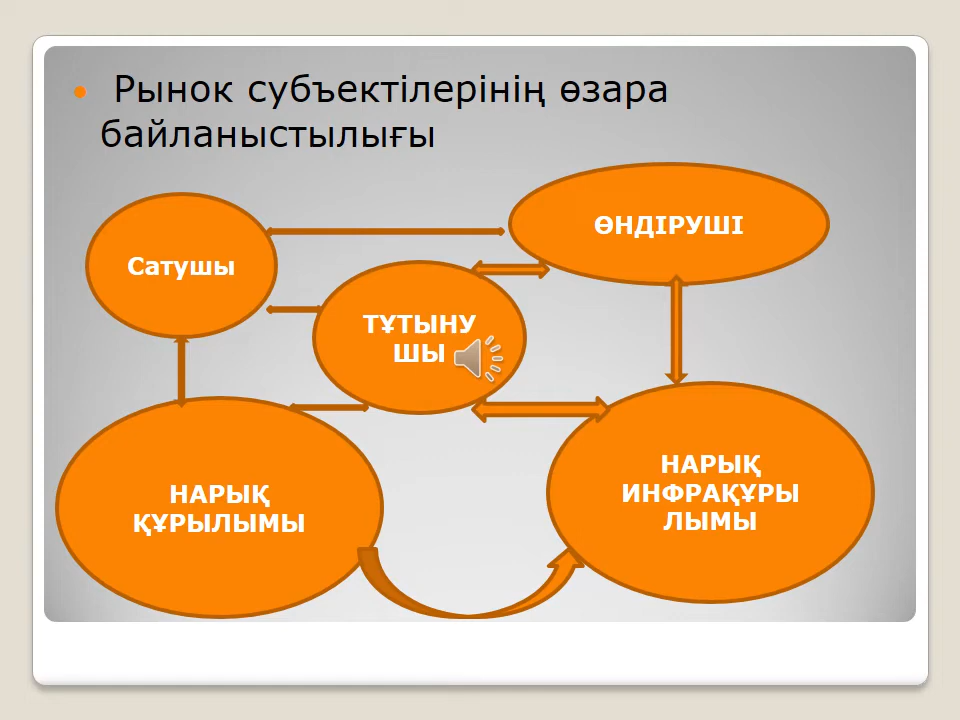 Рынок субъектілерінің өзара
байланыстылығы
Сатушы
ӨНДІРУШІ
ТҰТЫНУ
ШЫ
НАРЫҚ
ҚҰРЫЛЫМЫ
НАРЫҚ
ИНФРАҚҰРЫ
ЛЫМЫ